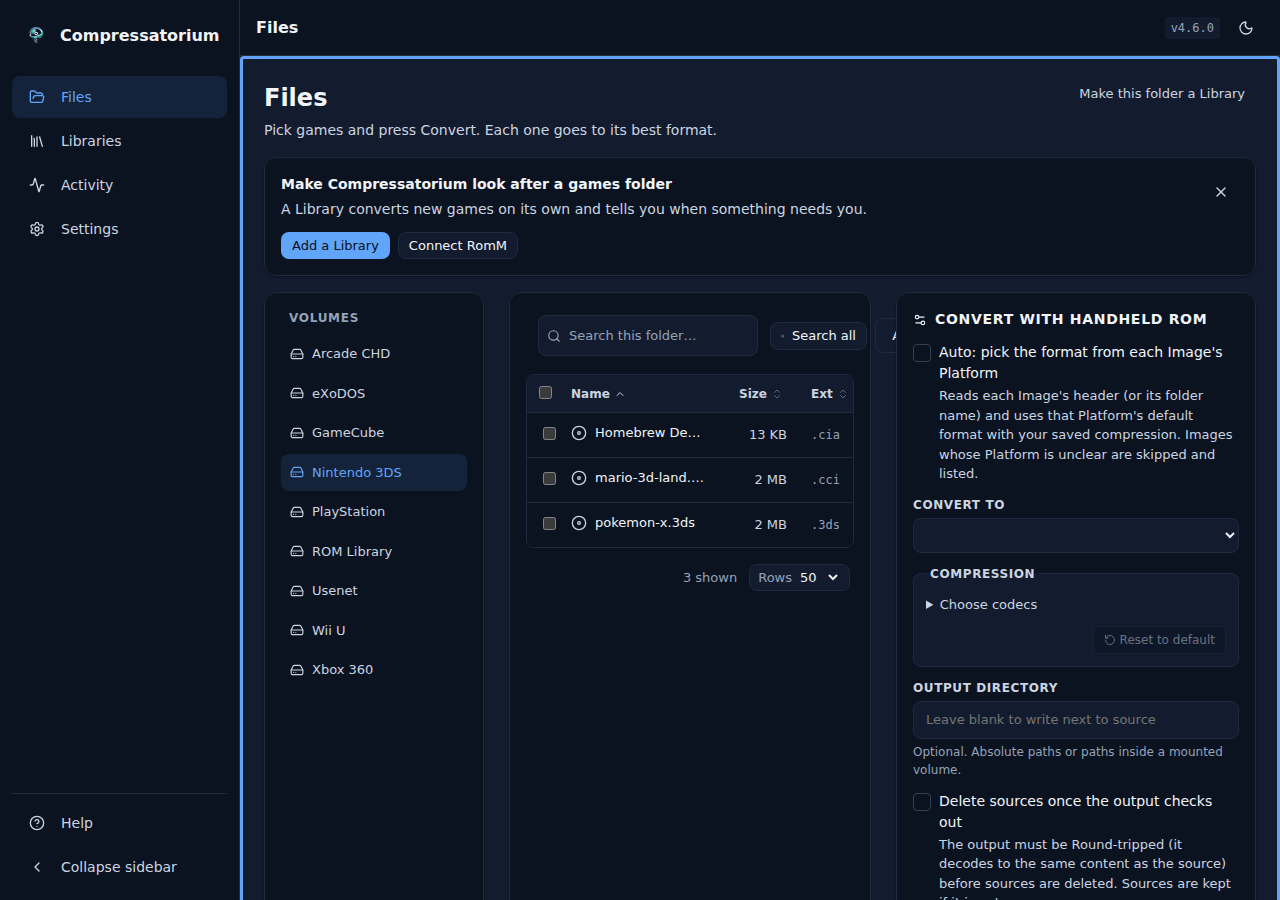 Compressatorium
Files
Libraries
Activity
Settings
Help
Collapse sidebar
Files
v4.6.0
Files
Make this folder a Library
Pick games and press Convert. Each one goes to its best format.
Make Compressatorium look after a games folder
A Library converts new games on its own and tells you when something needs you.
Add a Library
Connect RomM
VOLUMES
Arcade CHD
eXoDOS
GameCube
Nintendo 3DS
PlayStation
ROM Library
Usenet
Wii U
Xbox 360
Search this folder…
Search all
Name
Size
Ext
Homebrew De…
13 KB
.cia
mario-3d-land.…
2 MB
.cci
pokemon-x.3ds
2 MB
.3ds
3 shown
Rows 50
CONVERT WITH HANDHELD ROM
Auto: pick the format from each Image's
Platform
Reads each Image's header (or its folder
name) and uses that Platform's default
format with your saved compression. Images
whose Platform is unclear are skipped and
listed.
CONVERT TO
COMPRESSION
Choose codecs
Reset to default
OUTPUT DIRECTORY
Leave blank to write next to source
Optional. Absolute paths or paths inside a mounted
volume.
Delete sources once the output checks
out
The output must be Round-tripped (it
decodes to the same content as the source)
before sources are deleted. Sources are kept